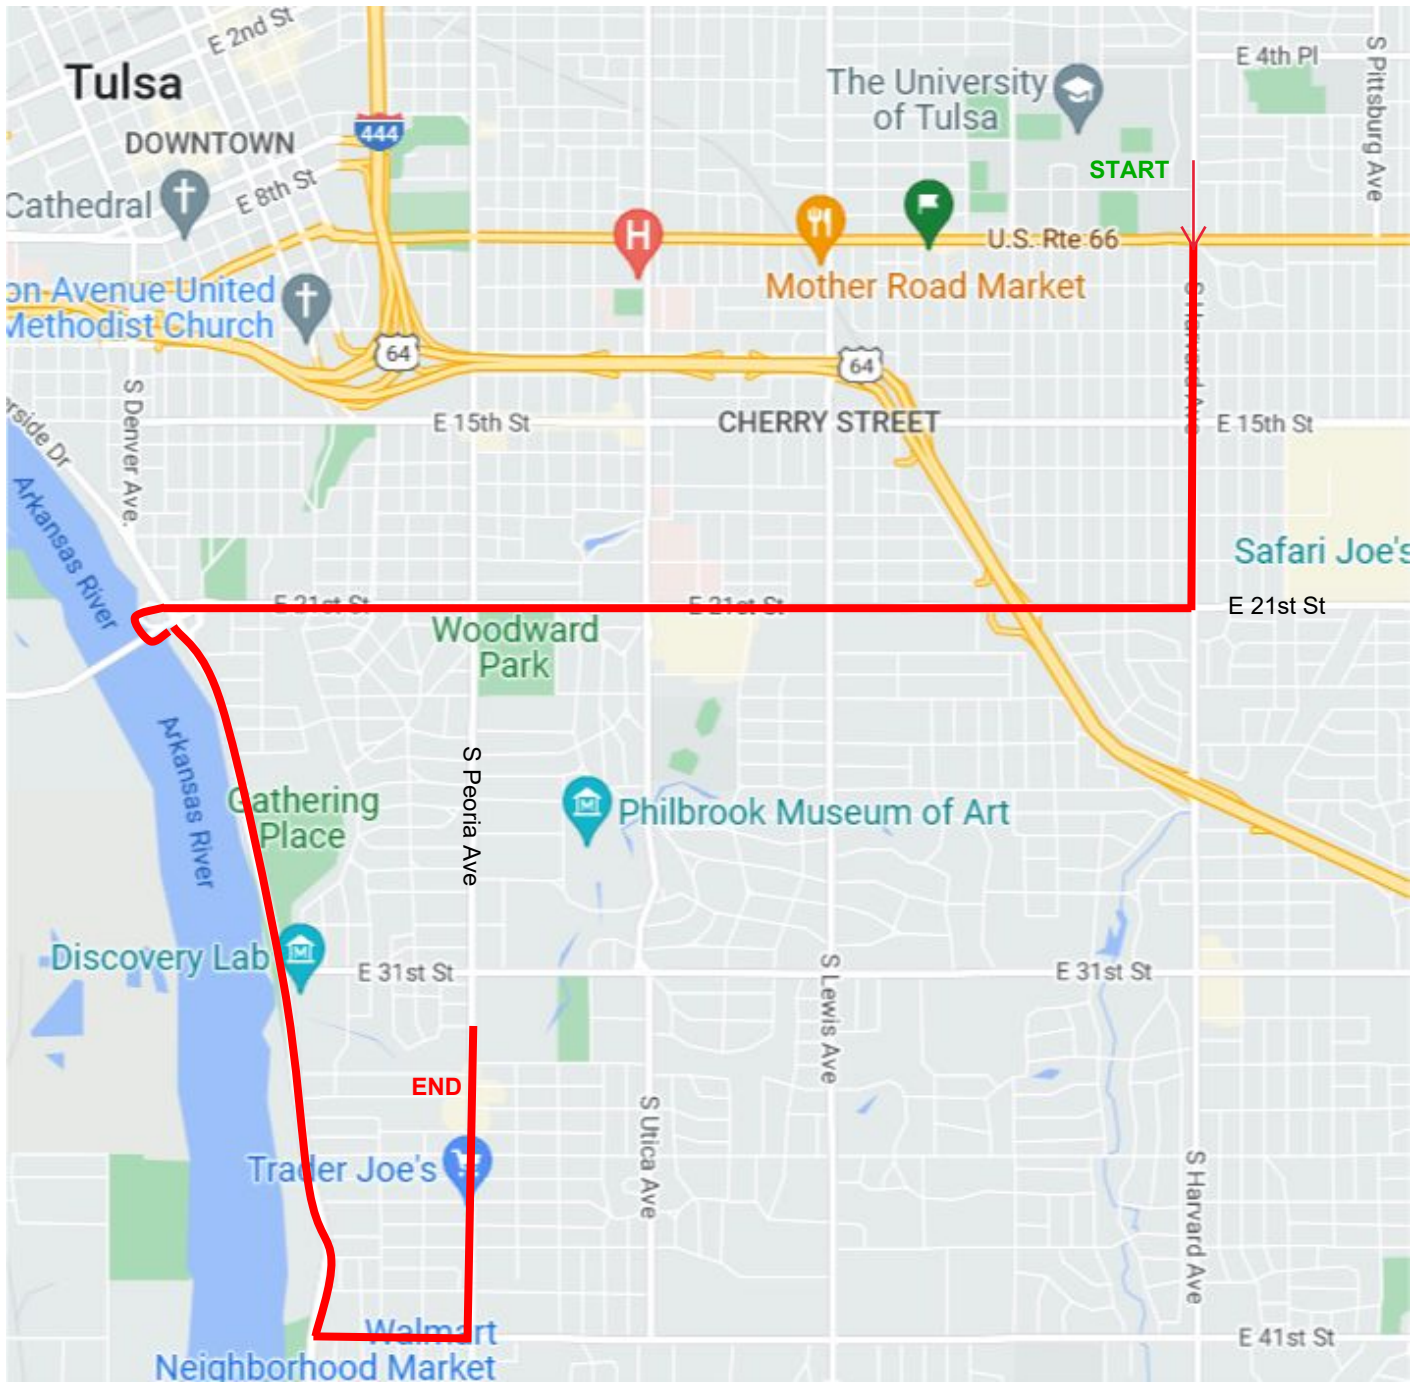 E 2nd St
E 4th Pl
S Pittsburg Ave
Tulsa
The University
of Tulsa
444
DOWNTOWN
START
E 8th St
Cathedral
H
U.S. Rte 66
on Avenue United
Methodist Church
Mother Road Market
S Harvard Ave
64
64
S Denver Ave.
E 15th St
CHERRY STREET
E 15th St
erside Dr
Arkansas River
Safari Joe's
E 21st St
E 21st St
E 21st St
Woodward
Park
Arkansas River
S Peoria Ave
Gathering
Place
Philbrook Museum of Art
Discovery Lab
E 31st St
S Lewis Ave
E 31st St
END
S Utica Ave
Trader Joe's
S Harvard Ave
Walmart
Neighborhood Market
E 41st St